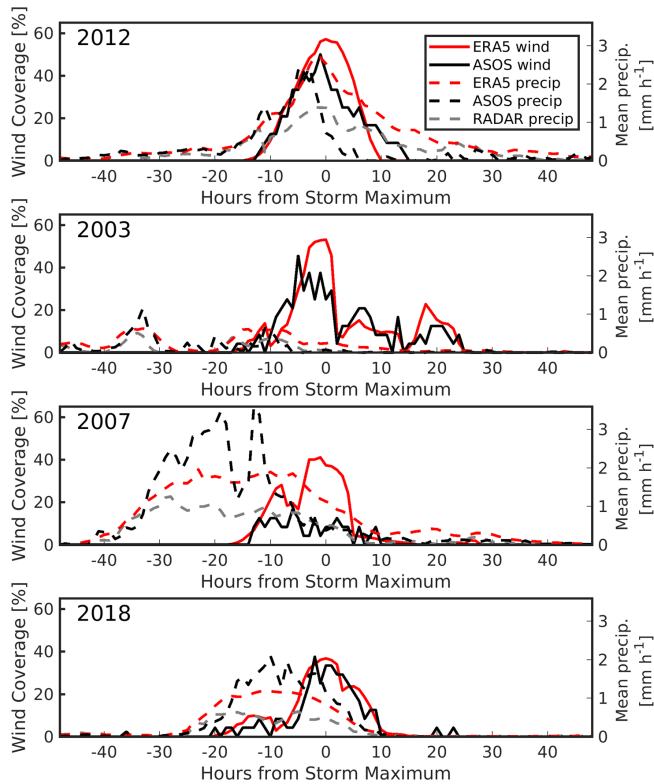 2012
Wind Coverage [%]
60
40
20
0
ERA5 wind
ASOS wind
ERA5 precip
ASOS precip
RADAR precip
3
2
1
0
Mean precip.
[mm h-1]
-40 -30 -20 -10 0 10 20 30 40
Hours from Storm Maximum
2003
Wind Coverage [%]
60
40
20
0
3
2
1
0
Mean precip.
[mm h-1]
-40 -30 -20 -10 0 10 20 30 40
Hours from Storm Maximum
2007
Wind Coverage [%]
60
40
20
0
3
2
1
0
Mean precip.
[mm h-1]
-40 -30 -20 -10 0 10 20 30 40
Hours from Storm Maximum
2018
Wind Coverage [%]
60
40
20
0
3
2
1
0
Mean precip.
[mm h-1]
-40 -30 -20 -10 0 10 20 30 40
Hours from Storm Maximum